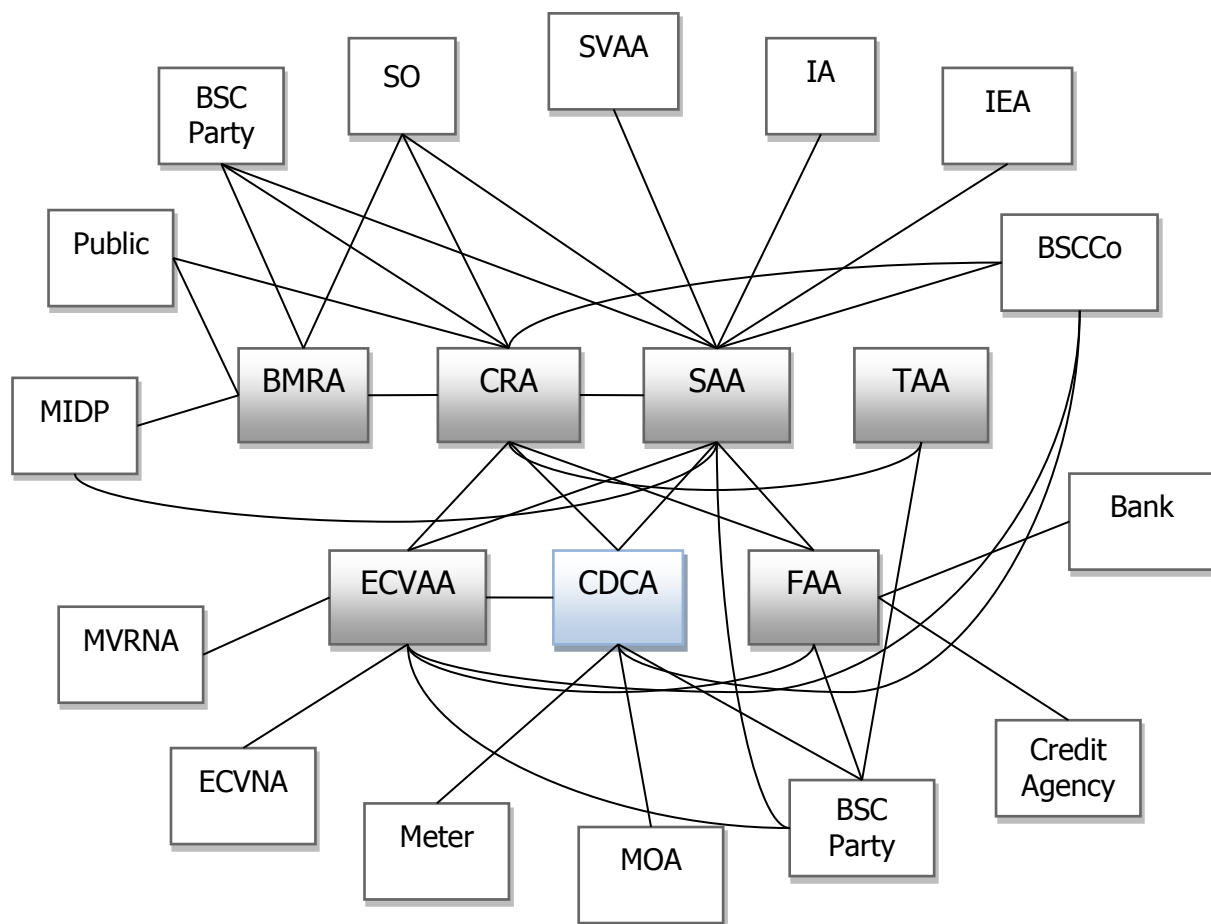 SVAA
IA
SO
IEA
BSC
Party
Public
BSCCo
BMRA
CRA
SAA
TAA
MIDP
Bank
ECVAA
CDCA
FAA
MVRNA
ECVNA
Credit
Agency
Meter
MOA
BSC
Party